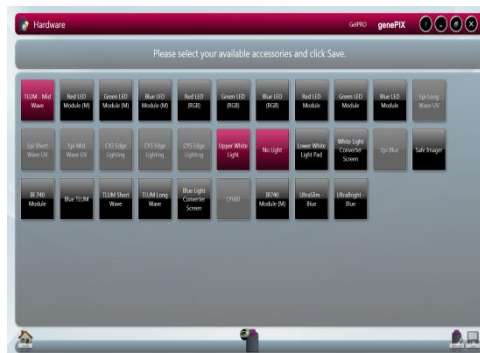 Hardware
GelPRO genePIX
Please select your available accessories and click Save.
TLUM - Mid Wave
Red LED Module (M)
Green LED Module (M)
Blue LED Module (M)
Red LED (RGB)
Green LED (RGB)
Blue LED (RGB)
Red LED Module
Green LED Module
Blue LED Module
Epi Long Wave UV
Epi Short Wave UV
Epi Mid Wave UV
CY2 Edge Lighting
CY5 Edge Lighting
CY3 Edge Lighting
Upper White Light
No Light
Lower White Light Pad
White Light Converter Screen
Epi Blue
Safe Imager
IR 740 Module
Blue TLUM
TLUM Short Wave
TLUM Long Wave
Blue Light Converter Screen
IR740 Module (M)
UltraSlim - Blue
UltraBright - Blue